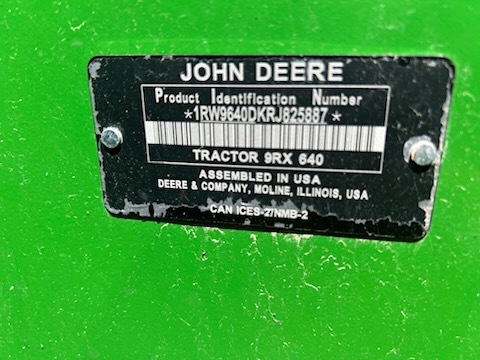 JOHN DEERE
Product Identification Number
*1RW9640DKRJ825887*
TRACTOR 9RX 640
ASSEMBLED IN USA
DEERE & COMPANY, MOLINE, ILLINOIS, USA
CAN ICES-2/NMB-2